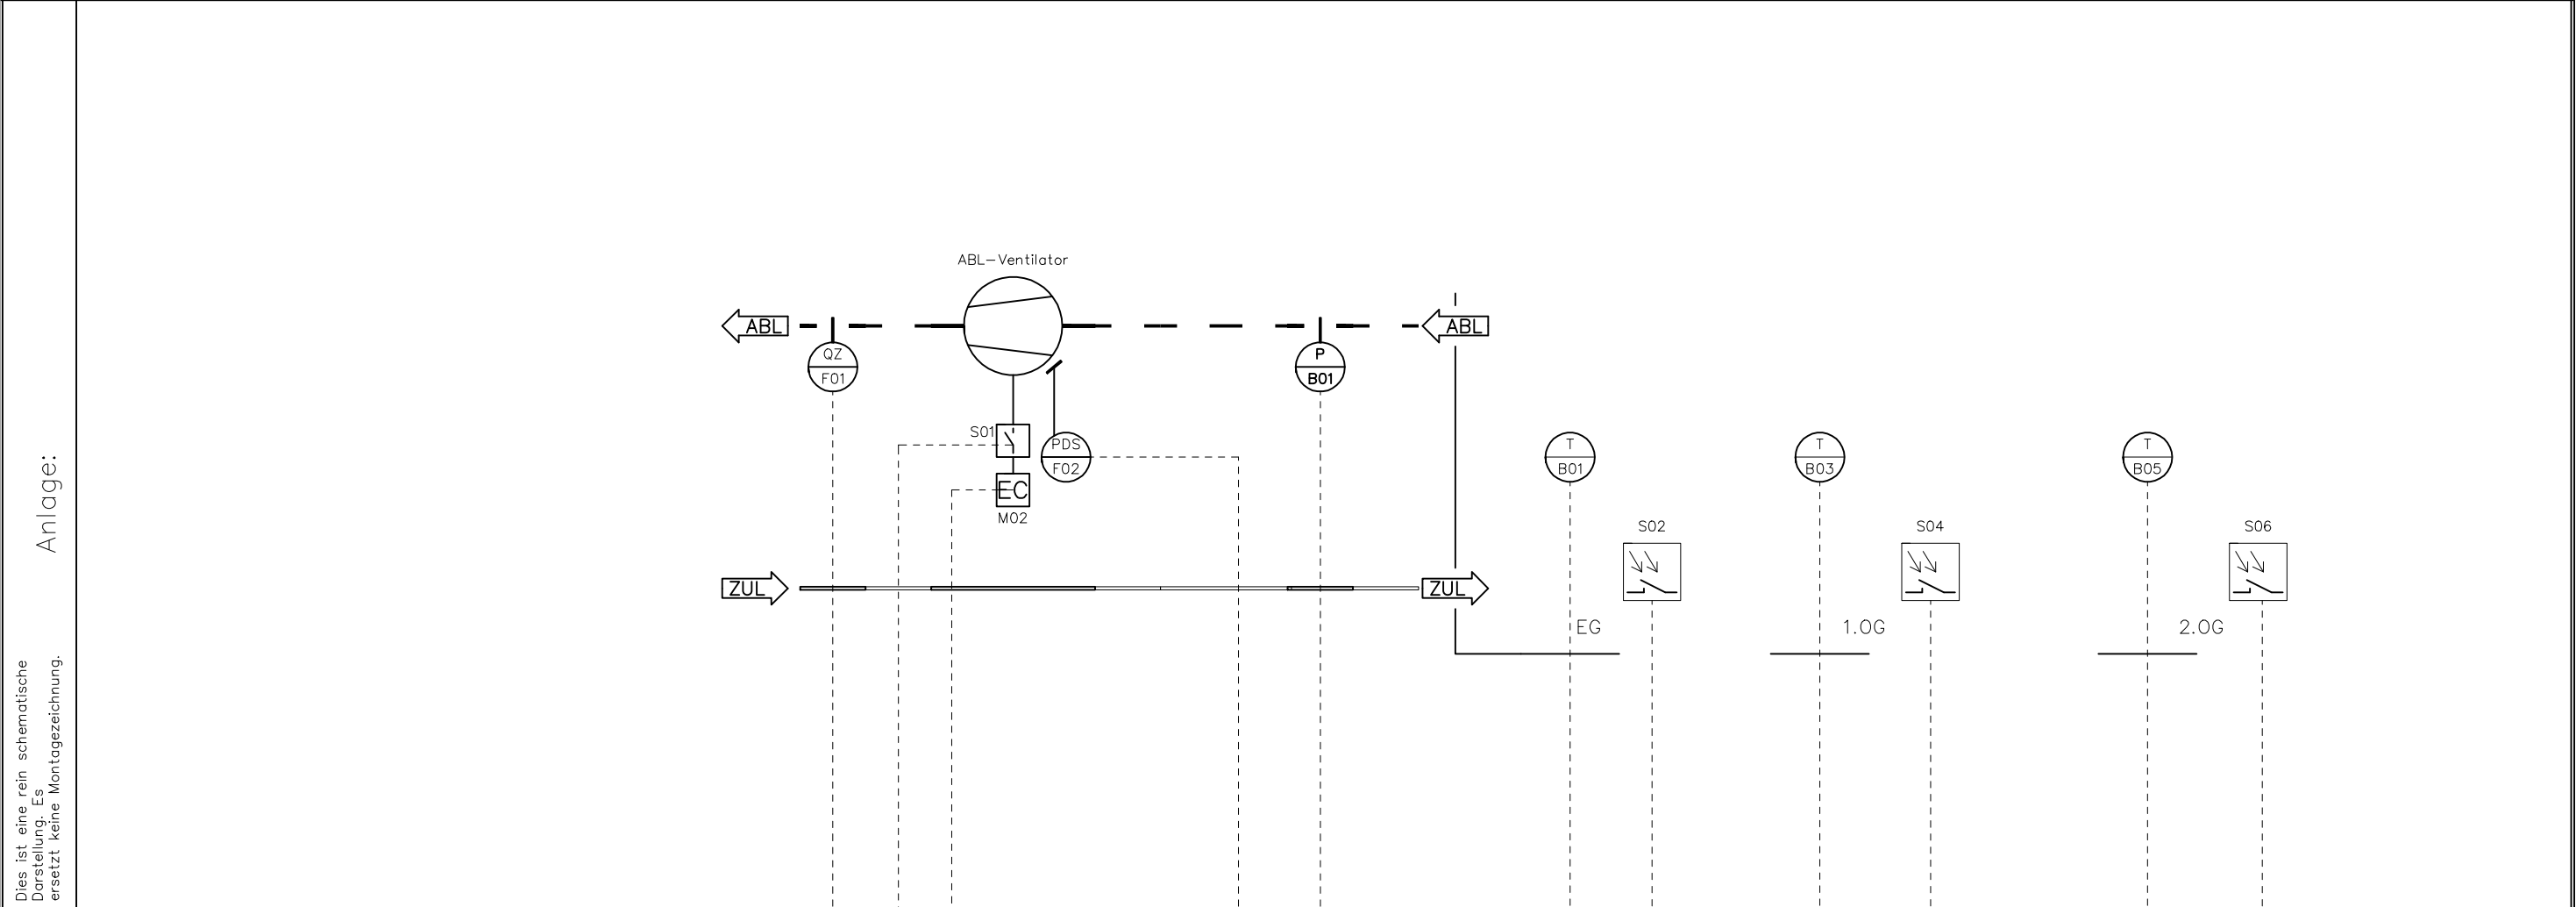 ABL-Ventilator
ABL
ABL
QZ
F01
P
B01
S01
PDS
F02
EC
M02
T
B01
T
B03
T
B05
S02
S04
S06
ZUL
ZUL
EG
1.OG
2.OG
Anlage:
Dies ist eine rein schematische
Darstellung. Es
ersetzt keine Montagezeichnung.